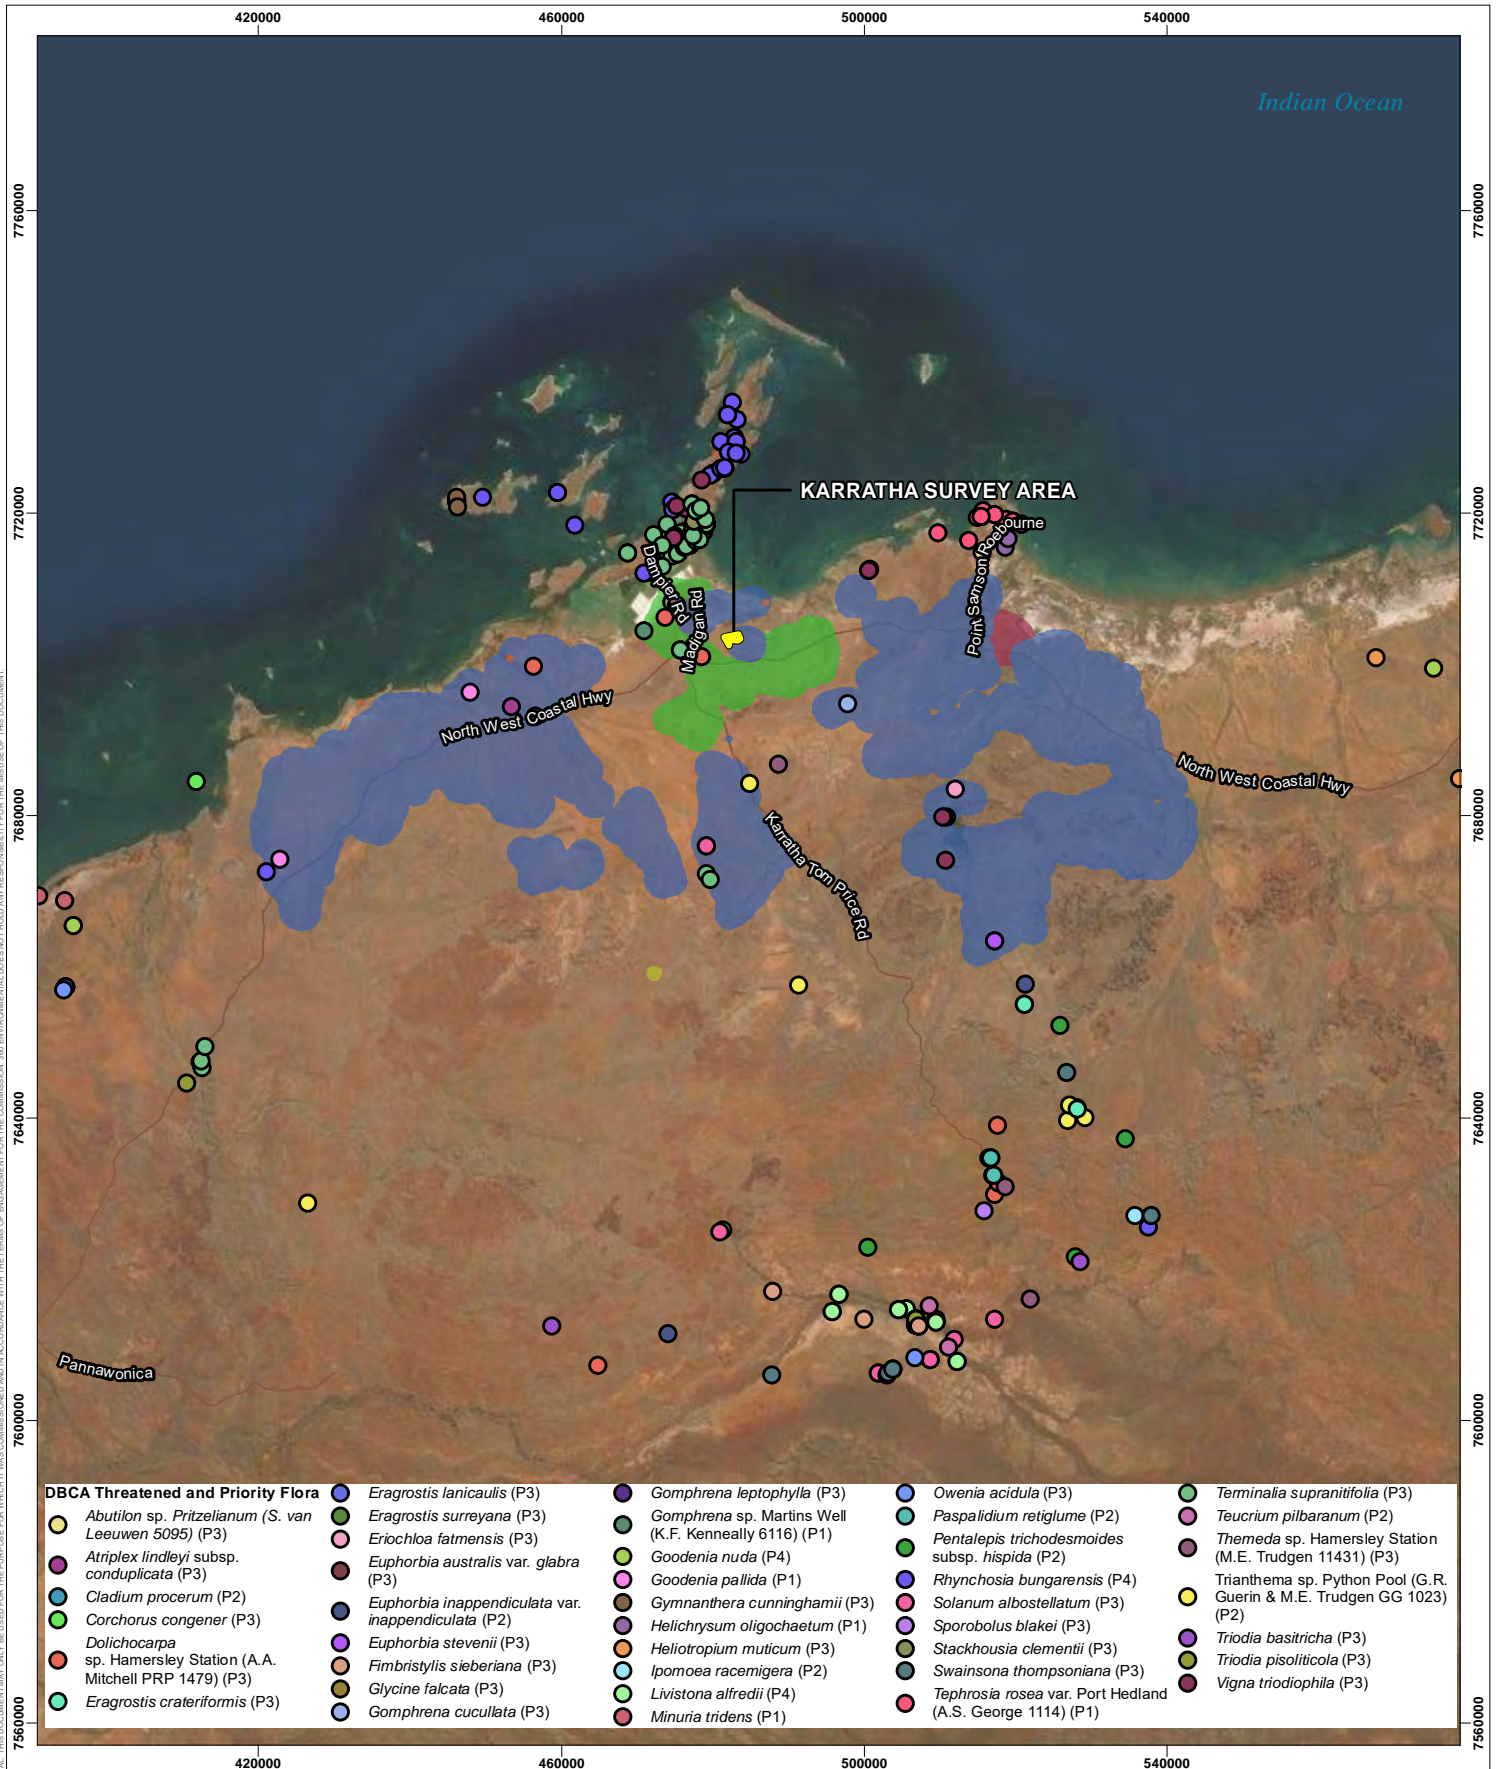 420000
460000
500000
540000
Indian Ocean
7760000
7760000
KARRATHA SURVEY AREA
7720000
7720000
Roebourne
Point Samson
Dampier Rd
Madigan Rd
North West Coastal Hwy
North West Coastal Hwy
7680000
7680000
Karratha Tom Price Rd
7640000
7640000
Pannawonica
7600000
7600000
DBCA Threatened and Priority Flora
Abutilon sp. Pritzelianum (S. van
Leeuwen 5095) (P3)
Atriplex lindleyi subsp.
conduplicata (P3)
Cladium procerum (P2)
Corchorus congener (P3)
Dolichocarpa
sp. Hamersley Station (A.A.
Mitchell PRP 1479) (P3)
Eragrostis crateriformis (P3)
Eragrostis lanicaulis (P3)
Eragrostis surreyana (P3)
Eriochloa fatmensis (P3)
Euphorbia australis var. glabra
(P3)
Euphorbia inappendiculata var.
inappendiculata (P2)
Euphorbia stevenii (P3)
Fimbristylis sieberiana (P3)
Glycine falcata (P3)
Gomphrena cucullata (P3)
Gomphrena leptophylla (P3)
Gomphrena sp. Martins Well
(K.F. Kenneally 6116) (P1)
Goodenia nuda (P4)
Goodenia pallida (P1)
Gymnanthera cunninghamii (P3)
Helichrysum oligochaetum (P1)
Heliotropium muticum (P3)
Ipomoea racemigera (P2)
Livistona alfredii (P4)
Minuria tridens (P1)
Owenia acidula (P3)
Paspalidium retiglume (P2)
Pentalepis trichodesmoides
subsp. hispida (P2)
Rhynchosia bungarensis (P4)
Solanum albostellatum (P3)
Sporobolus blakei (P3)
Stackhousia clementii (P3)
Swainsona thompsoniana (P3)
Tephrosia rosea var. Port Hedland
(A.S. George 1114) (P1)
Terminalia supranitifolia (P3)
Teucrium pilbaranum (P2)
Themeda sp. Hamersley Station
(M.E. Trudgen 11431) (P3)
Trianthema sp. Python Pool (G.R.
Guerin & M.E. Trudgen GG 1023)
(P2)
Triodia basitricha (P3)
Triodia pisoliticola (P3)
Vigna triodiophila (P3)
7560000
7560000
420000
460000
500000
540000